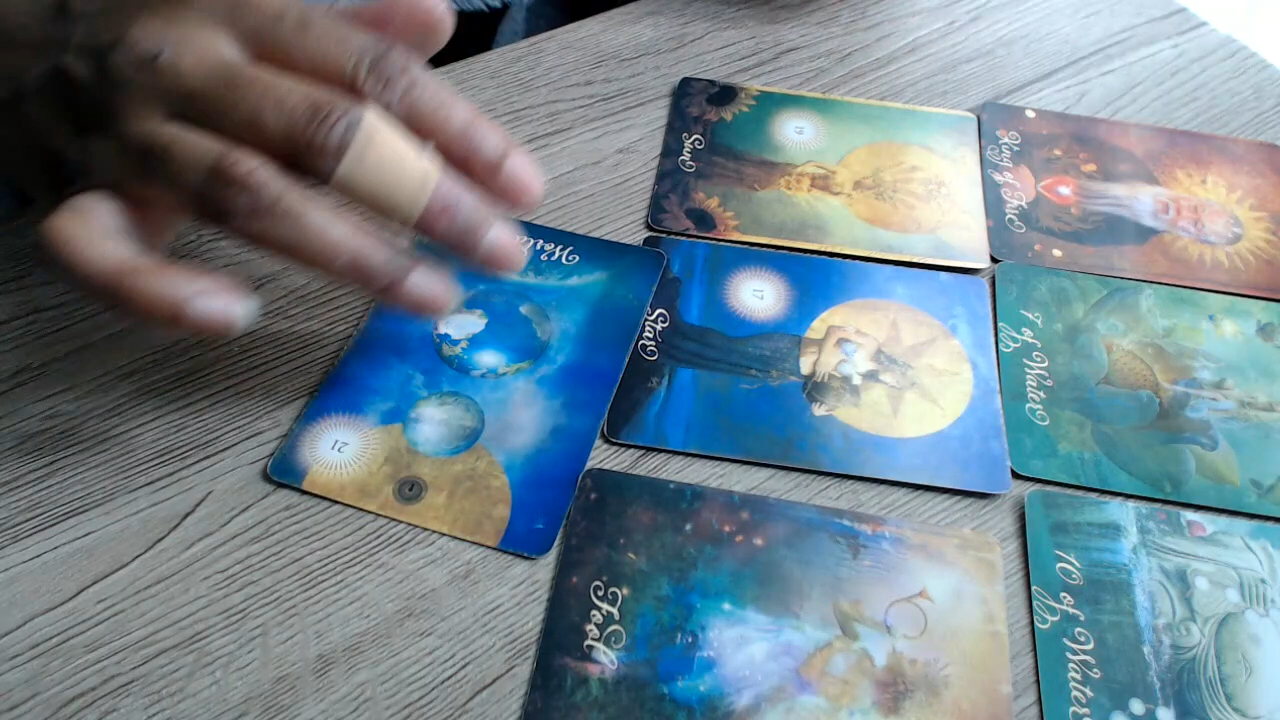 19
Sun
King of Fire
World
21
17
Star
7 of Water
Fool
10 of Water